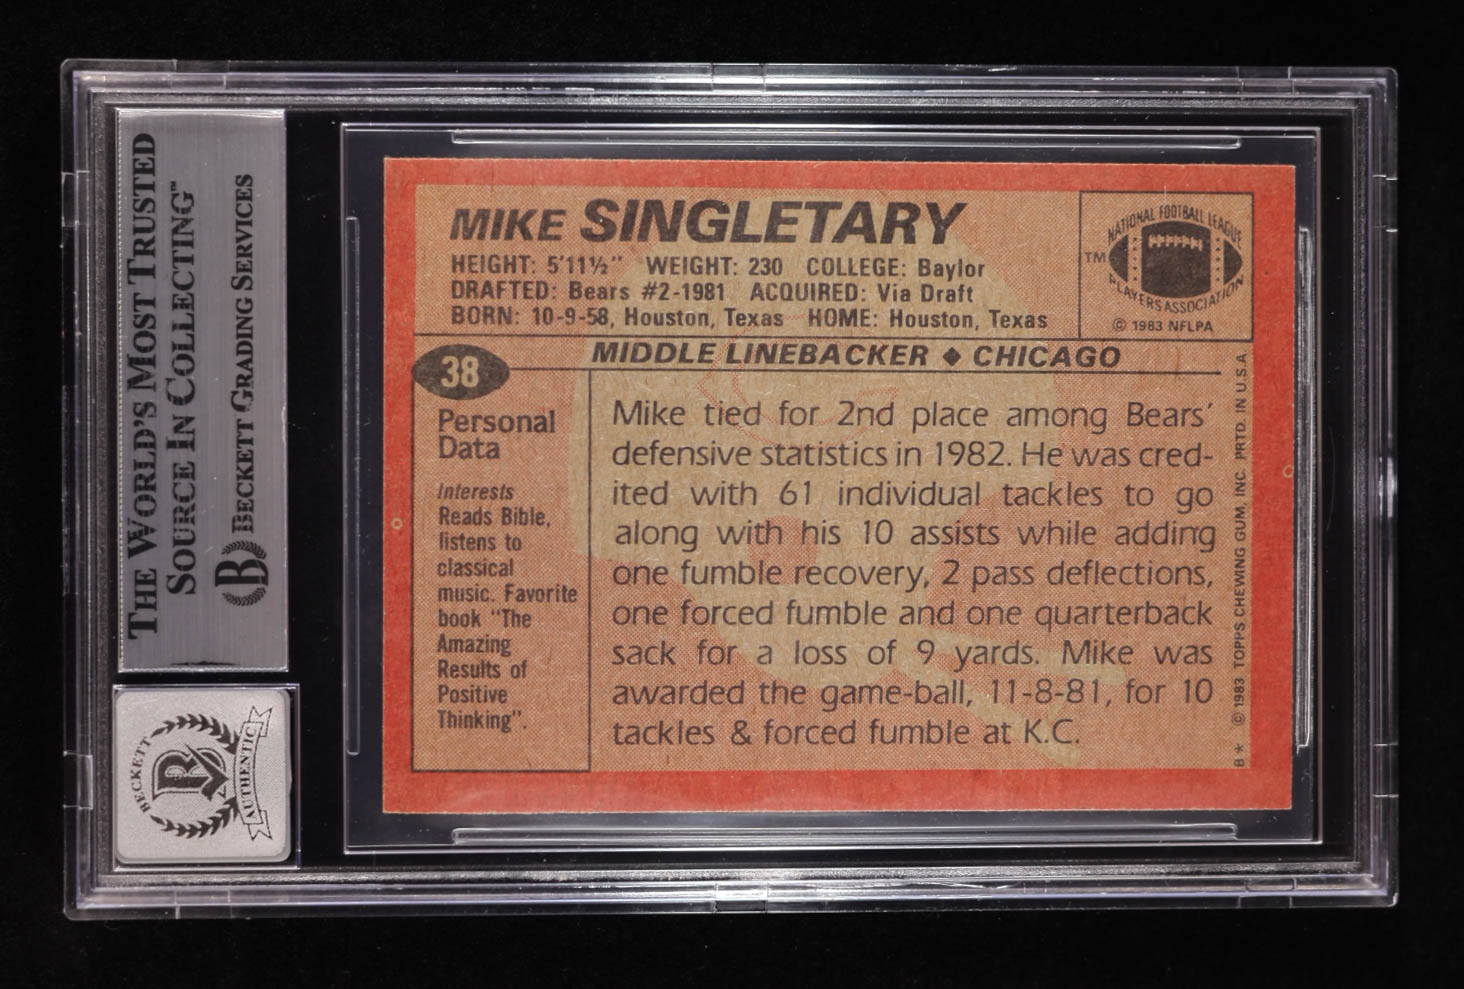 THE WORLD'S MOST TRUSTED
SOURCE IN COLLECTING™
B BECKETT GRADING SERVICES
BECKETT
AUTHENTIC
MIKE SINGLETARY
HEIGHT: 5'11½" WEIGHT: 230 COLLEGE: Baylor
DRAFTED: Bears #2-1981 ACQUIRED: Via Draft
BORN: 10-9-58, Houston, Texas HOME: Houston, Texas
NATIONAL FOOTBALL LEAGUE
TM
PLAYERS ASSOCIATION
© 1983 NFLPA
38
MIDDLE LINEBACKER ◆ CHICAGO
Personal
Data
Interests
Reads Bible,
listens to
classical
music. Favorite
book "The
Amazing
Results of
Positive
Thinking".
Mike tied for 2nd place among Bears'
defensive statistics in 1982. He was cred-
ited with 61 individual tackles to go
along with his 10 assists while adding
one fumble recovery, 2 pass deflections,
one forced fumble and one quarterback
sack for a loss of 9 yards. Mike was
awarded the game-ball, 11-8-81, for 10
tackles & forced fumble at K.C.
B* © 1983 TOPPS CHEWING GUM, INC. PRTD. IN U.S.A.